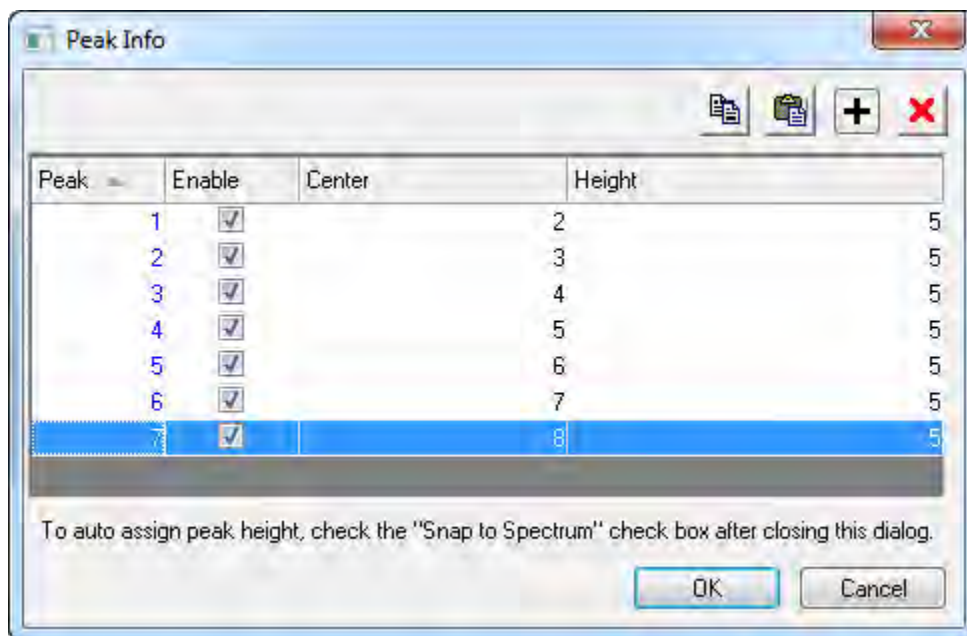 Peak Info
Peak Enable Center Height
1 2 5
2 3 5
3 4 5
4 5 5
5 6 5
6 7 5
7 8 5
To auto assign peak height, check the "Snap to Spectrum" check box after closing this dialog.
OK Cancel